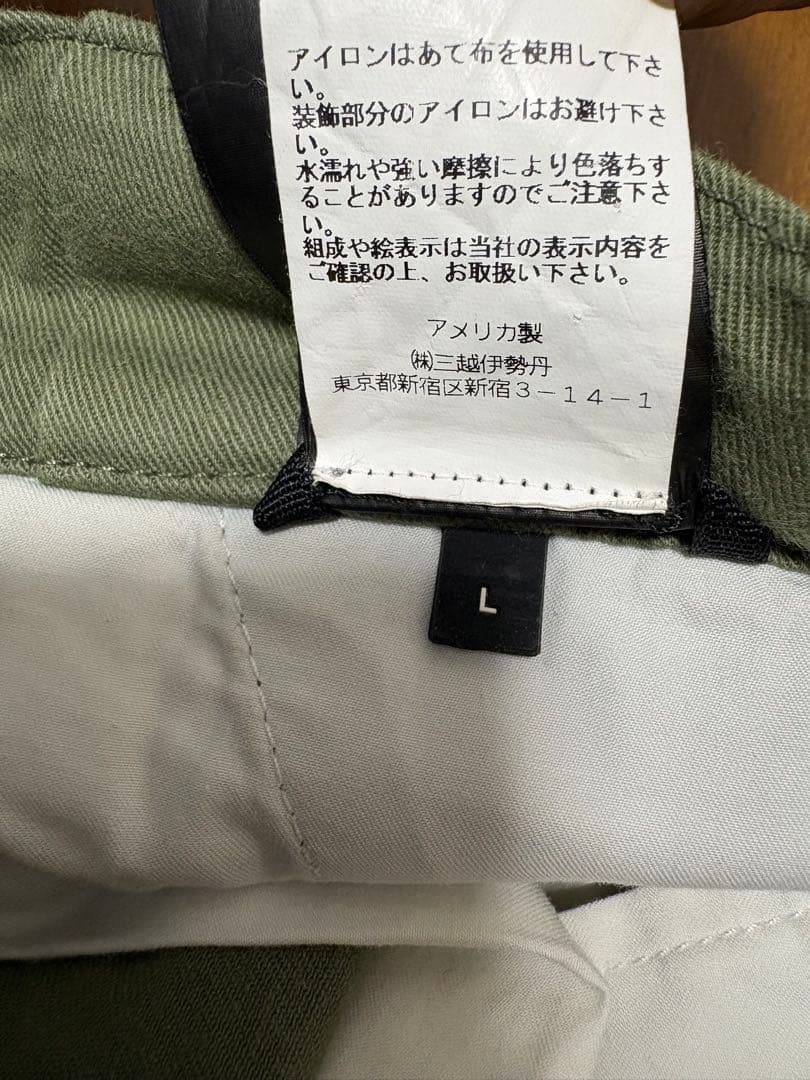 アイロンはあて布を使用して下さ
い。
装飾部分のアイロンはお避け下さ
い。
水濡れや強い摩擦により色落ちす
ることがありますのでご注意下さ
い。
組成や絵表示は当社の表示内容を
ご確認の上、お取扱い下さい。
アメリカ製
㈱三越伊勢丹
東京都新宿区新宿3-14-1
L